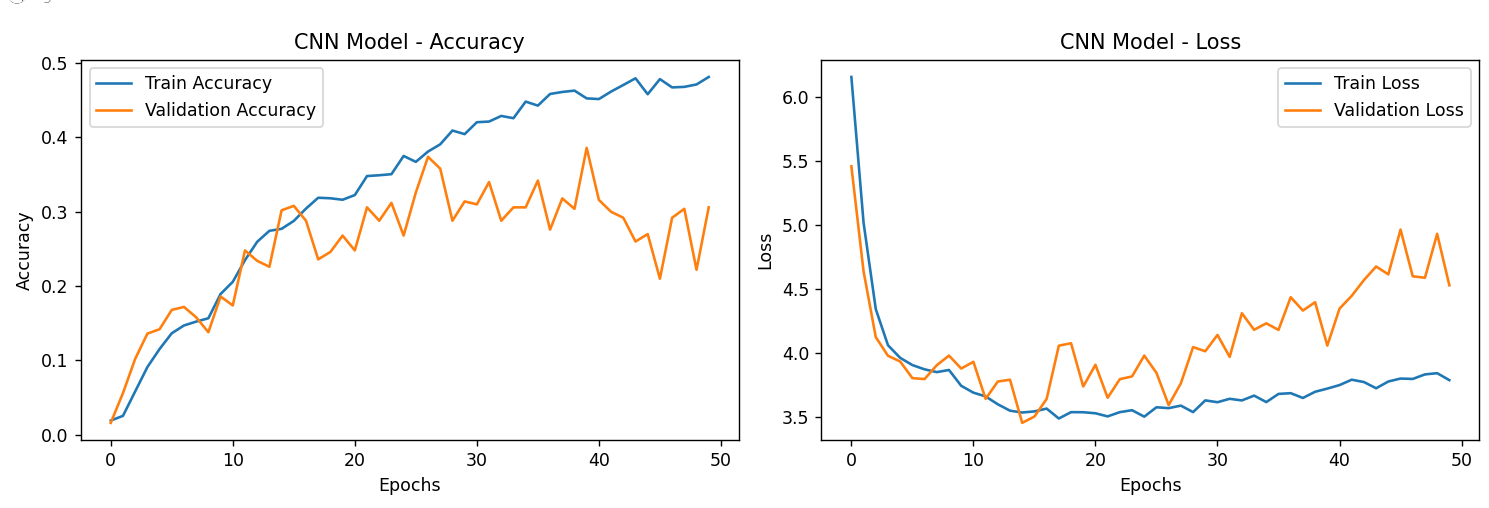 CNN Model - Accuracy
Train Accuracy
Validation Accuracy
0.5
0.4
0.3
0.2
0.1
0.0
Accuracy
0 10 20 30 40 50
Epochs
CNN Model - Loss
Train Loss
Validation Loss
6.0
5.5
5.0
4.5
4.0
3.5
Loss
0 10 20 30 40 50
Epochs